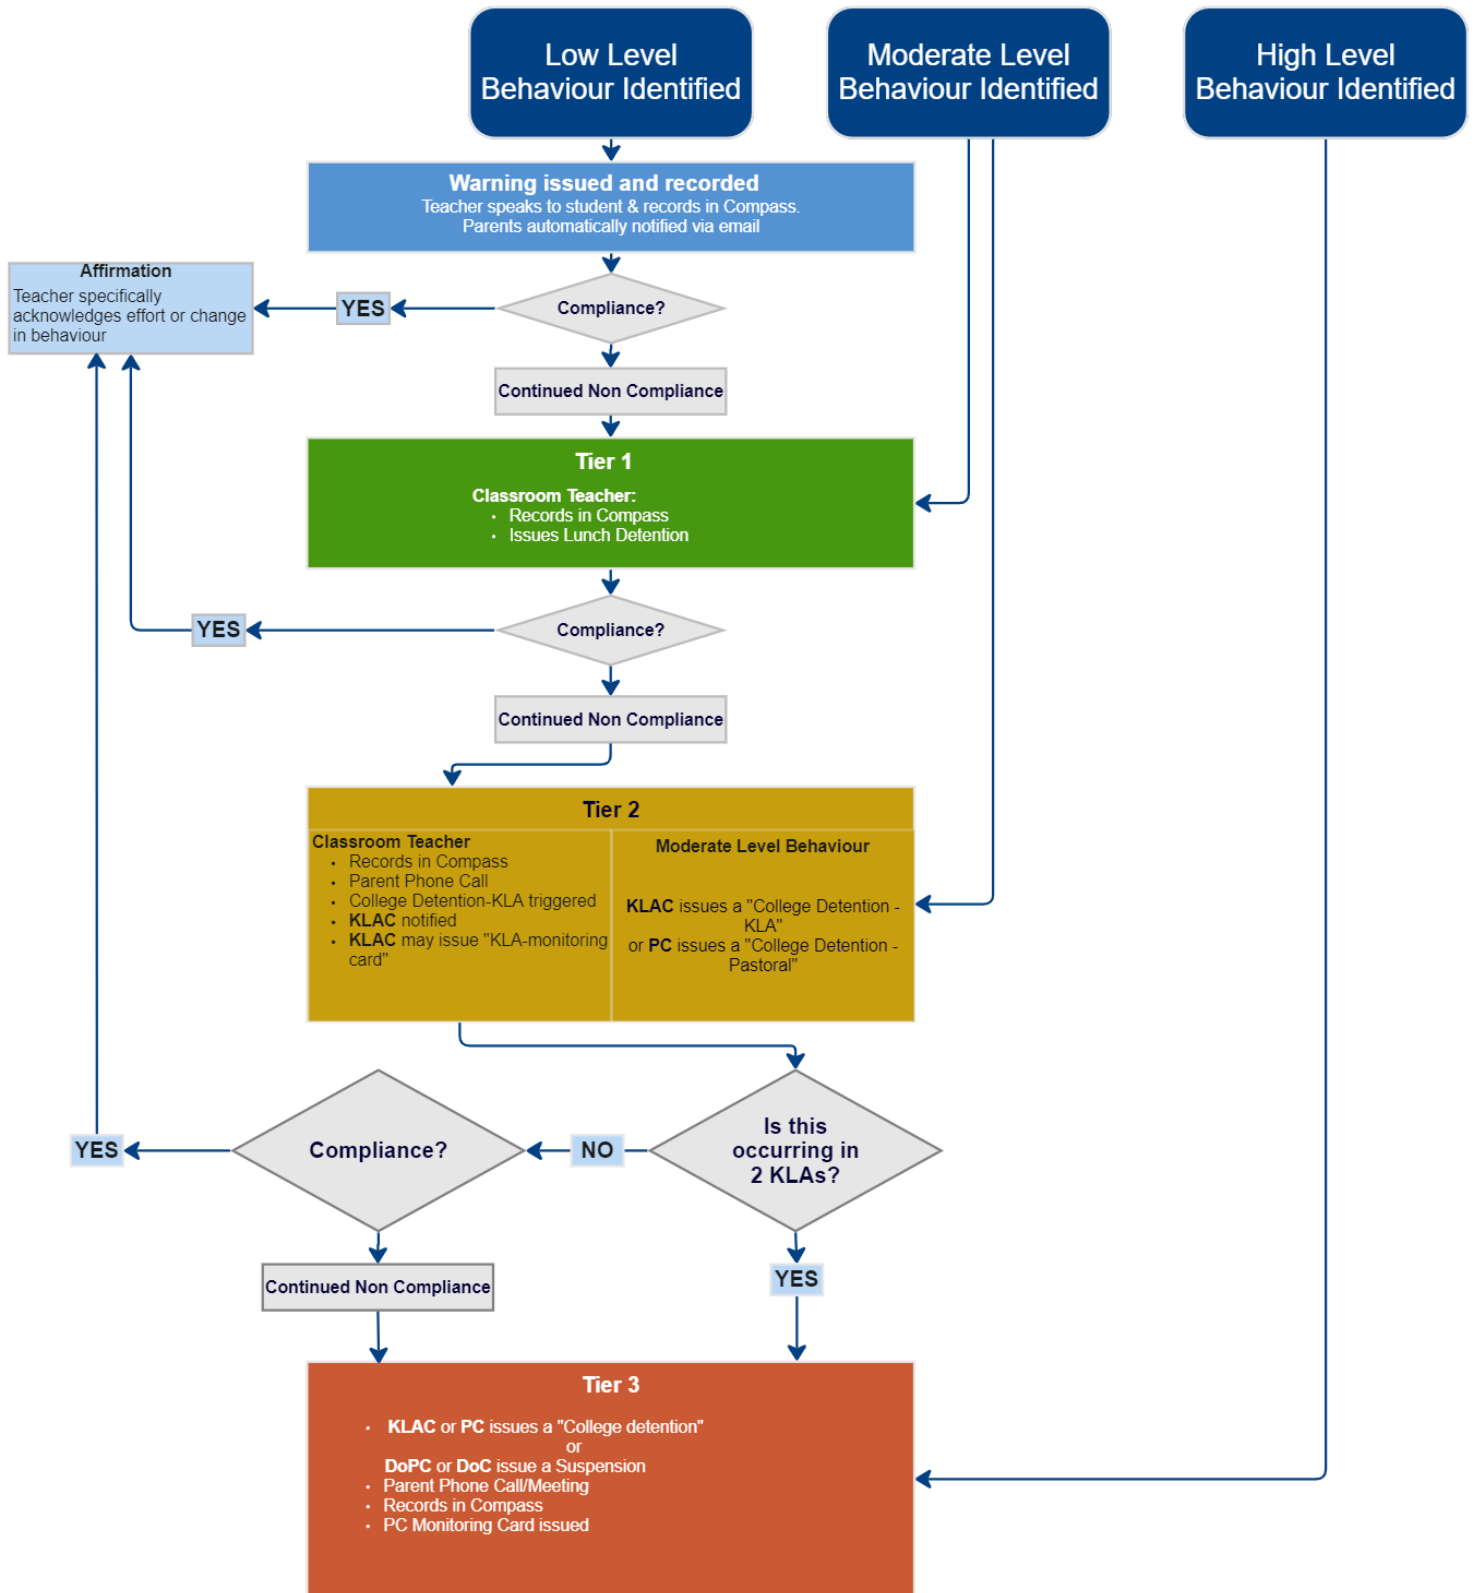 Low Level
Behaviour Identified
Moderate Level
Behaviour Identified
High Level
Behaviour Identified
Warning issued and recorded
Teacher speaks to student & records in Compass.
Parents automatically notified via email
Affirmation
Teacher specifically
acknowledges effort or change
in behaviour
YES
Compliance?
Continued Non Compliance
Tier 1
Classroom Teacher:
• Records in Compass
• Issues Lunch Detention
YES
Compliance?
Continued Non Compliance
Tier 2
Classroom Teacher
• Records in Compass
• Parent Phone Call
• College Detention-KLA triggered
• KLAC notified
• KLAC may issue "KLA-monitoring
card"
Moderate Level Behaviour
KLAC issues a "College Detention -
KLA"
or PC issues a "College Detention -
Pastoral"
YES
Compliance?
NO
Is this
occurring in
2 KLAs?
Continued Non Compliance
YES
Tier 3
• KLAC or PC issues a "College detention"
or
DoPC or DoC issue a Suspension
• Parent Phone Call/Meeting
• Records in Compass
• PC Monitoring Card issued